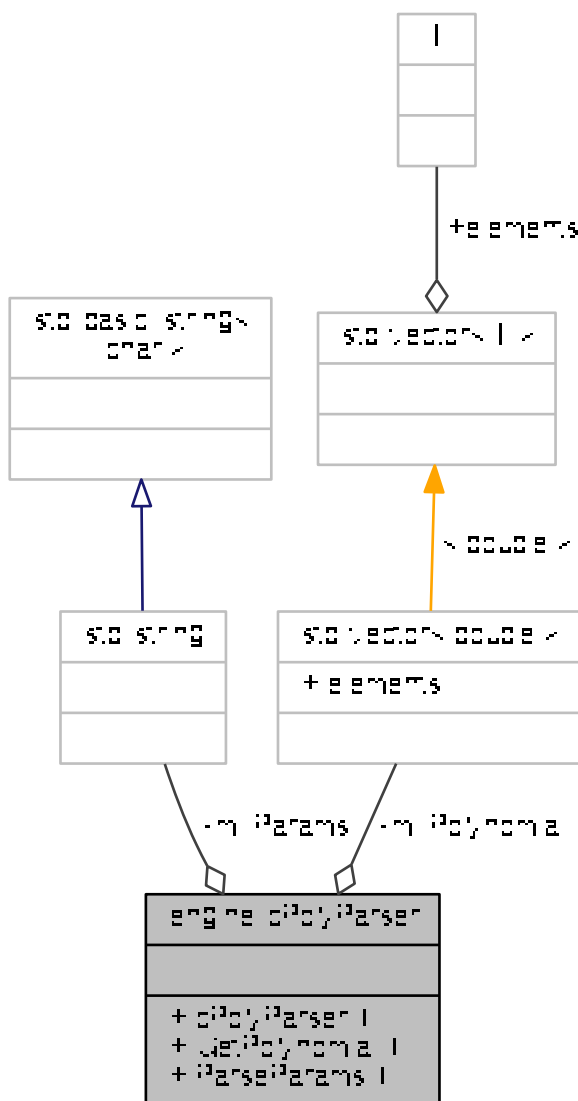 T
+elements
std::basic_string<
char >
std::vector< T >
< double >
std::string
std::vector< double >
+ elements
-m_Params
-m_Polynomial
engine::cPolyParser
+ cPolyParser()
+ GetPolynomial()
+ ParseParams()